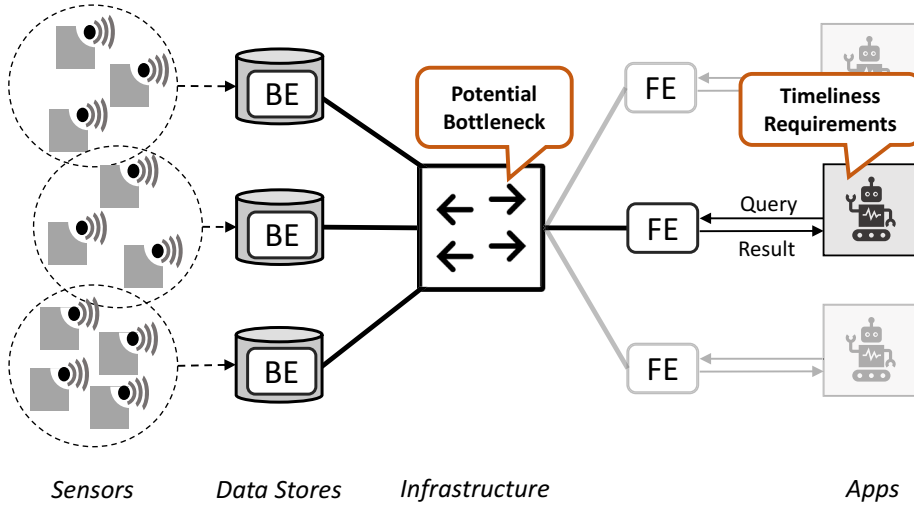 BE
BE
BE
Potential
Bottleneck
FE
FE
FE
Timeliness
Requirements
Query
Result
Sensors
Data Stores
Infrastructure
Apps